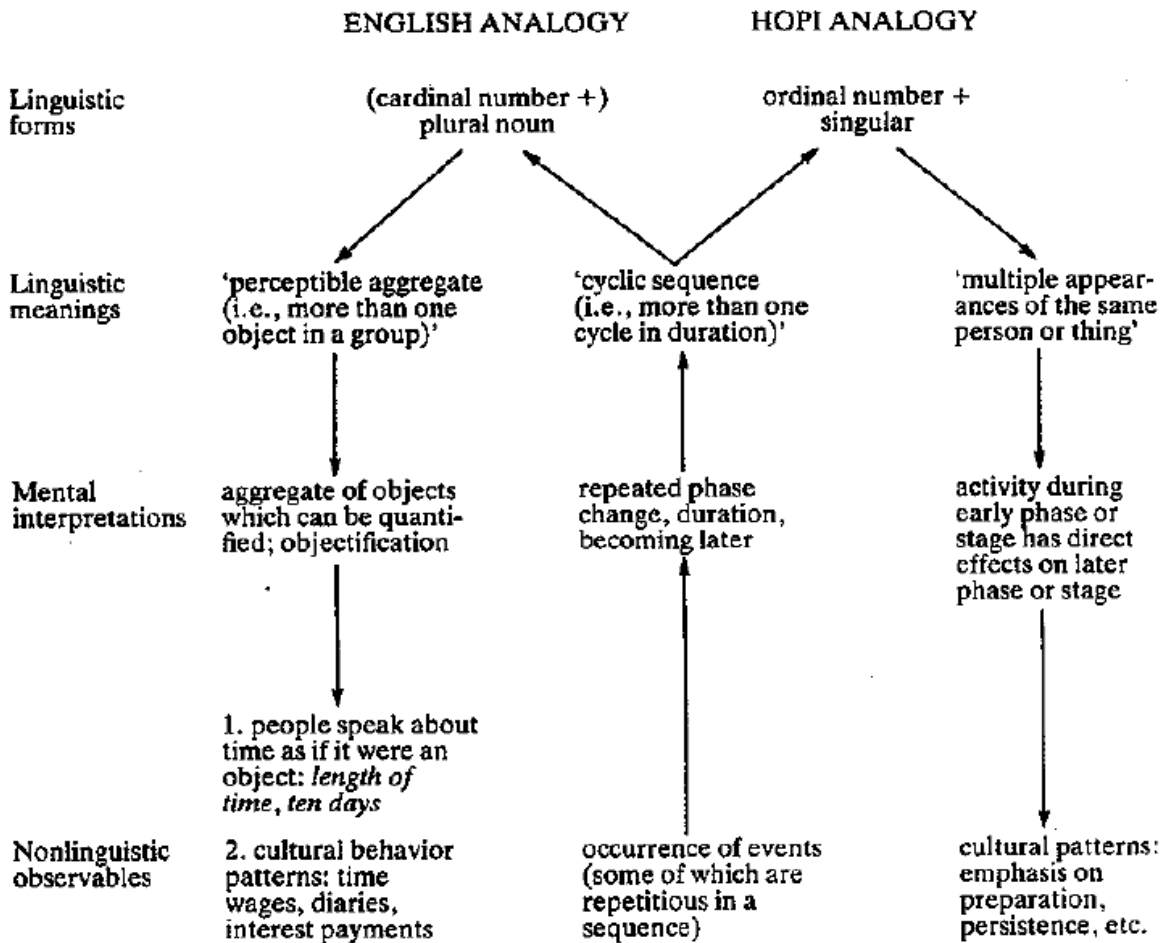 ENGLISH ANALOGY
HOPI ANALOGY
Linguistic
forms
(cardinal number +)
plural noun
ordinal number +
singular
Linguistic
meanings
‘perceptible aggregate
(i.e., more than one
object in a group)’
‘cyclic sequence
(i.e., more than one
cycle in duration)’
‘multiple appear-
ances of the same
person or thing’
Mental
interpretations
aggregate of objects
which can be quanti-
fied; objectification
repeated phase
change, duration,
becoming later
activity during
early phase or
stage has direct
effects on later
phase or stage
1. people speak about
time as if it were an
object: length of
time, ten days
Nonlinguistic
observables
2. cultural behavior
patterns: time
wages, diaries,
interest payments
occurrence of events
(some of which are
repetitious in a
sequence)
cultural patterns:
emphasis on
preparation,
persistence, etc.